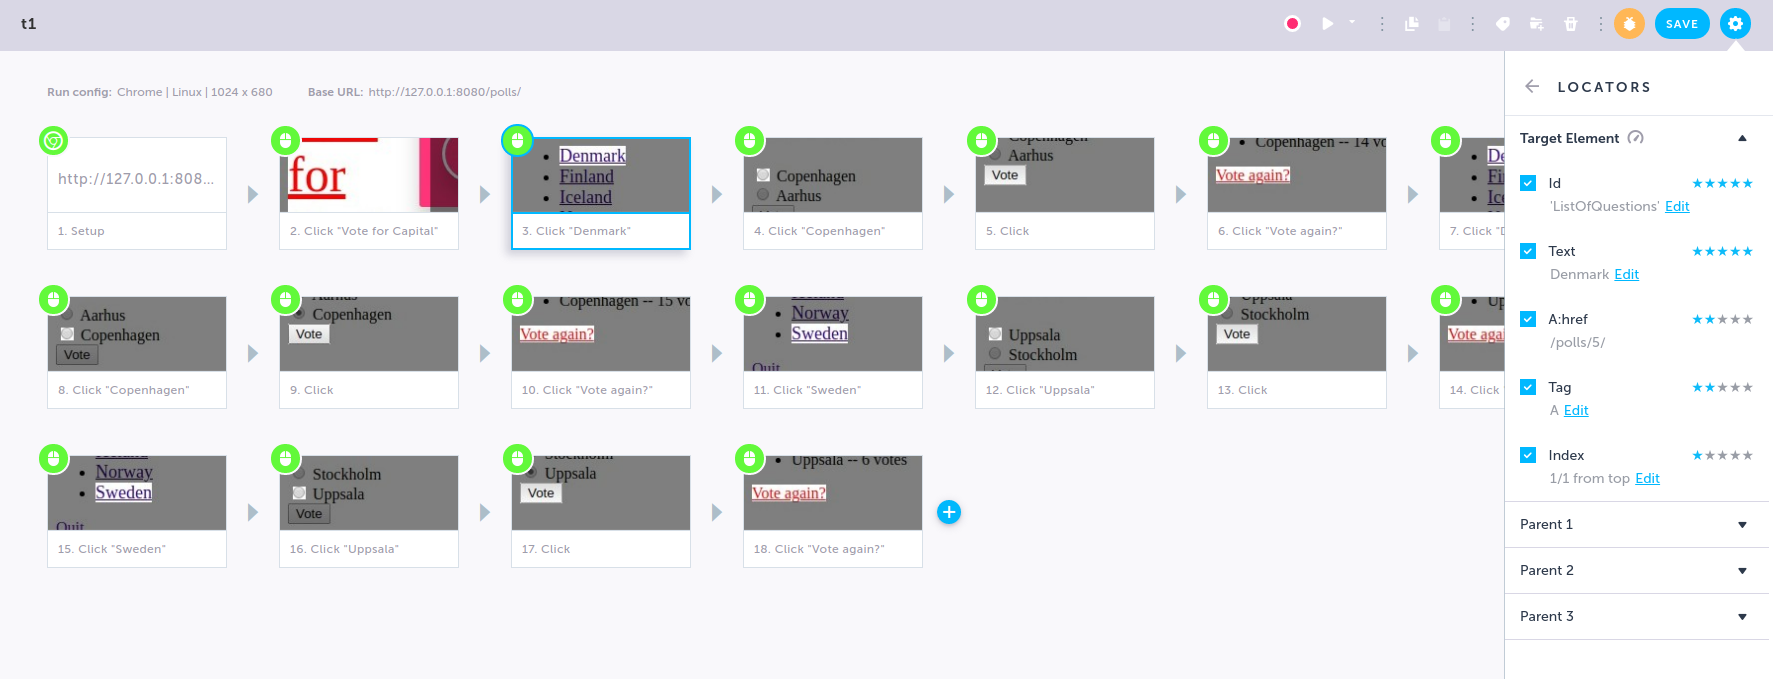 t1
SAVE
Run config: Chrome | Linux | 1024 x 680
Base URL: http://127.0.0.1:8080/polls/
http://127.0.0.1:808...
1. Setup
for
2. Click "Vote for Capital"
Denmark
Finland
Iceland
3. Click "Denmark"
Copenhagen
Aarhus
4. Click "Copenhagen"
Copenhagen
Aarhus
Vote
5. Click
Copenhagen -- 14 vo
Vote again?
6. Click "Vote again?"
De
Fin
Ice
7. Click "D
Aarhus
Copenhagen
Vote
8. Click "Copenhagen"
Aarhus
Copenhagen
Vote
9. Click
Copenhagen -- 15 vo
Vote again?
10. Click "Vote again?"
Iceland
Norway
Sweden
Quit
11. Click "Sweden"
Uppsala
Stockholm
12. Click "Uppsala"
Uppsala
Stockholm
Vote
13. Click
Up
Vote aga
14. Click "
Norway
Sweden
Quit
15. Click "Sweden"
Stockholm
Uppsala
Vote
16. Click "Uppsala"
Stockholm
Uppsala
Vote
17. Click
Uppsala -- 6 votes
Vote again?
18. Click "Vote again?"
LOCATORS
Target Element
Id
'ListOfQuestions' Edit
Text
Denmark Edit
A:href
/polls/5/
Tag
A Edit
Index
1/1 from top Edit
Parent 1
Parent 2
Parent 3